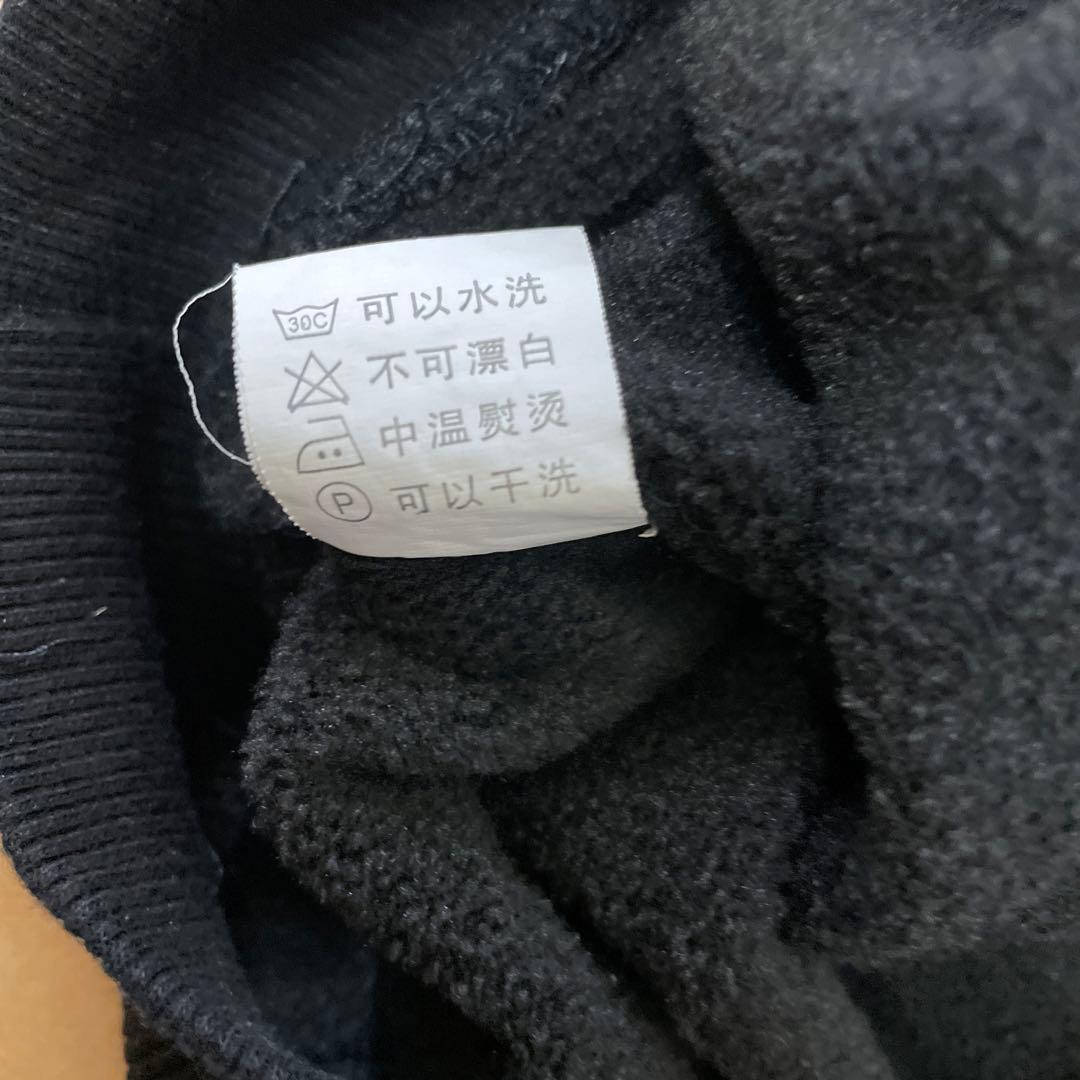 30C 可以水洗
不可漂白
中温熨烫
P 可以干洗